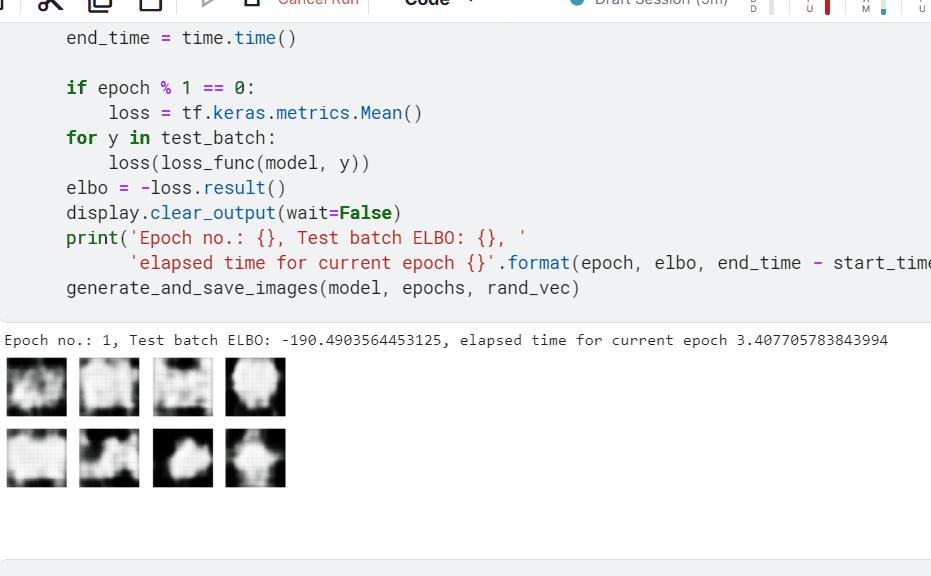 Cancel Run
Code
Draft Session (5m)
D
D
U
M
U
end_time = time.time()
if epoch % 1 == 0:
loss = tf.keras.metrics.Mean()
for y in test_batch:
loss(loss_func(model, y))
elbo = -loss.result()
display.clear_output(wait=False)
print('Epoch no.: {}, Test batch ELBO: {}, '
'elapsed time for current epoch {}'.format(epoch, elbo, end_time - start_time
generate_and_save_images(model, epochs, rand_vec)
Epoch no.: 1, Test batch ELBO: -190.4903564453125, elapsed time for current epoch 3.407705783843994